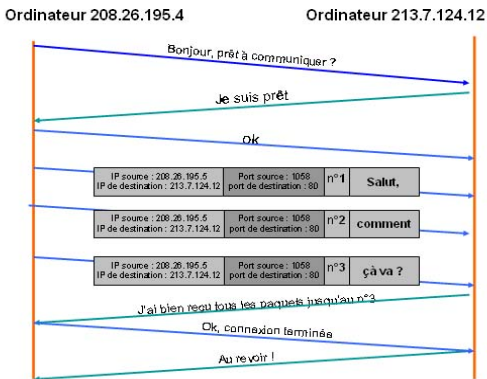 Ordinateur 208.26.195.4 Ordinateur 213.7.124.12
Bonjour, prêt à communiquer ?
Je suis prêt
ok
IP source : 208.26.195.5
IP de destination : 213.7.124.12
Port source : 1058
port de destination : 80
n°1
Salut,
IP source : 208.26.195.5
IP de destination : 213.7.124.12
Port source : 1058
port de destination : 80
n°2
comment
IP source : 208.26.195.5
IP de destination : 213.7.124.12
Port source : 1058
port de destination : 80
n°3
çà va ?
J'ai bien reçu tous les paquets jusqu'au n°3
Ok, connexion terminée
Au revoir !